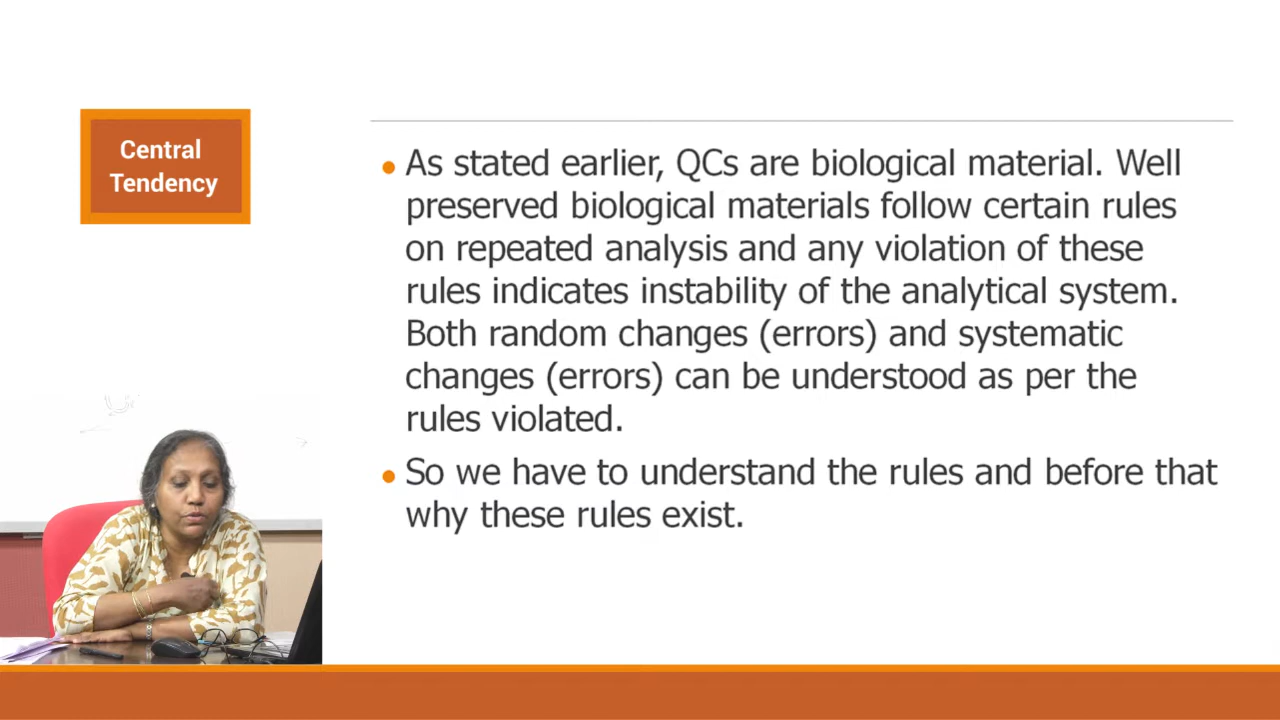 Central
Tendency
As stated earlier, QCs are biological material. Well
preserved biological materials follow certain rules
on repeated analysis and any violation of these
rules indicates instability of the analytical system.
Both random changes (errors) and systematic
changes (errors) can be understood as per the
rules violated.
So we have to understand the rules and before that
why these rules exist.